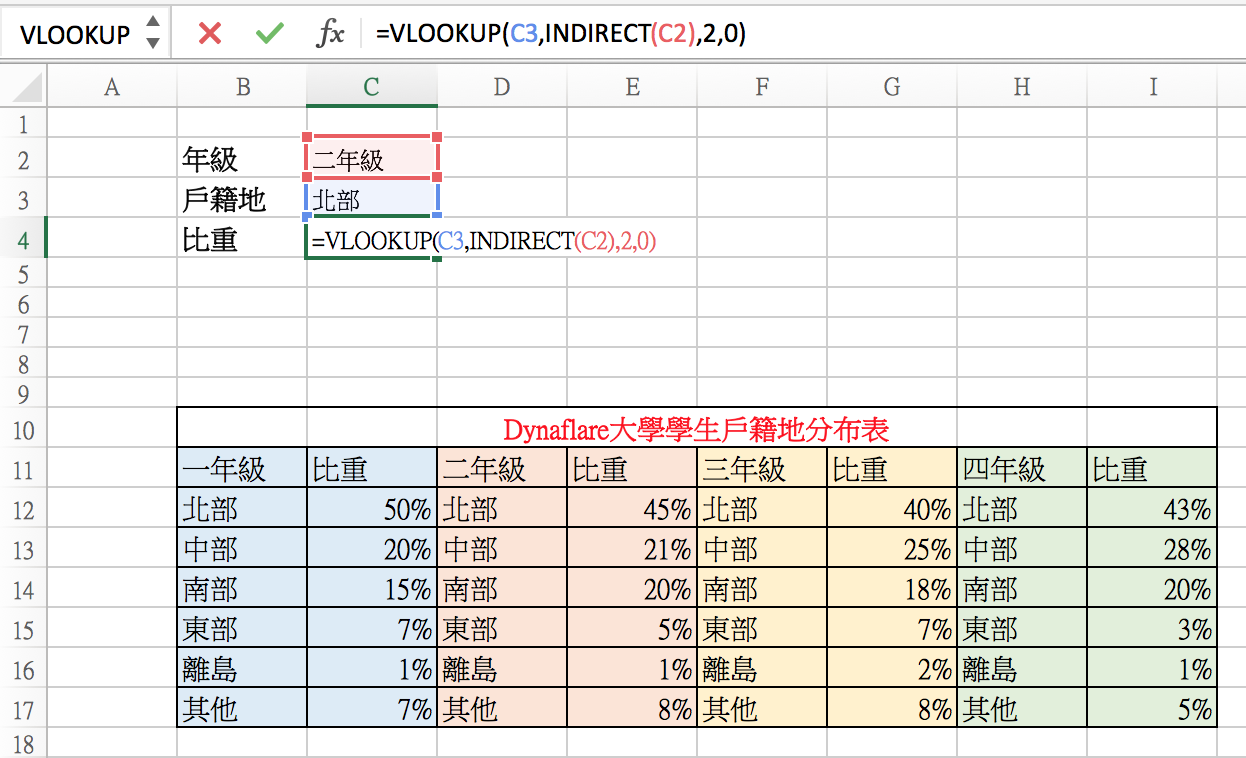 VLOOKUP fx =VLOOKUP(C3,INDIRECT(C2),2,0)
A B C D E F G H I
1
2 年級 二年級
3 戶籍地 北部
4 比重 =VLOOKUP(C3,INDIRECT(C2),2,0)
5
6
7
8
9
10 Dynaflare大學學生戶籍地分布表
11 一年級 比重 二年級 比重 三年級 比重 四年級 比重
12 北部 50% 北部 45% 北部 40% 北部 43%
13 中部 20% 中部 21% 中部 25% 中部 28%
14 南部 15% 南部 20% 南部 18% 南部 20%
15 東部 7% 東部 5% 東部 7% 東部 3%
16 離島 1% 離島 1% 離島 2% 離島 1%
17 其他 7% 其他 8% 其他 8% 其他 5%
18